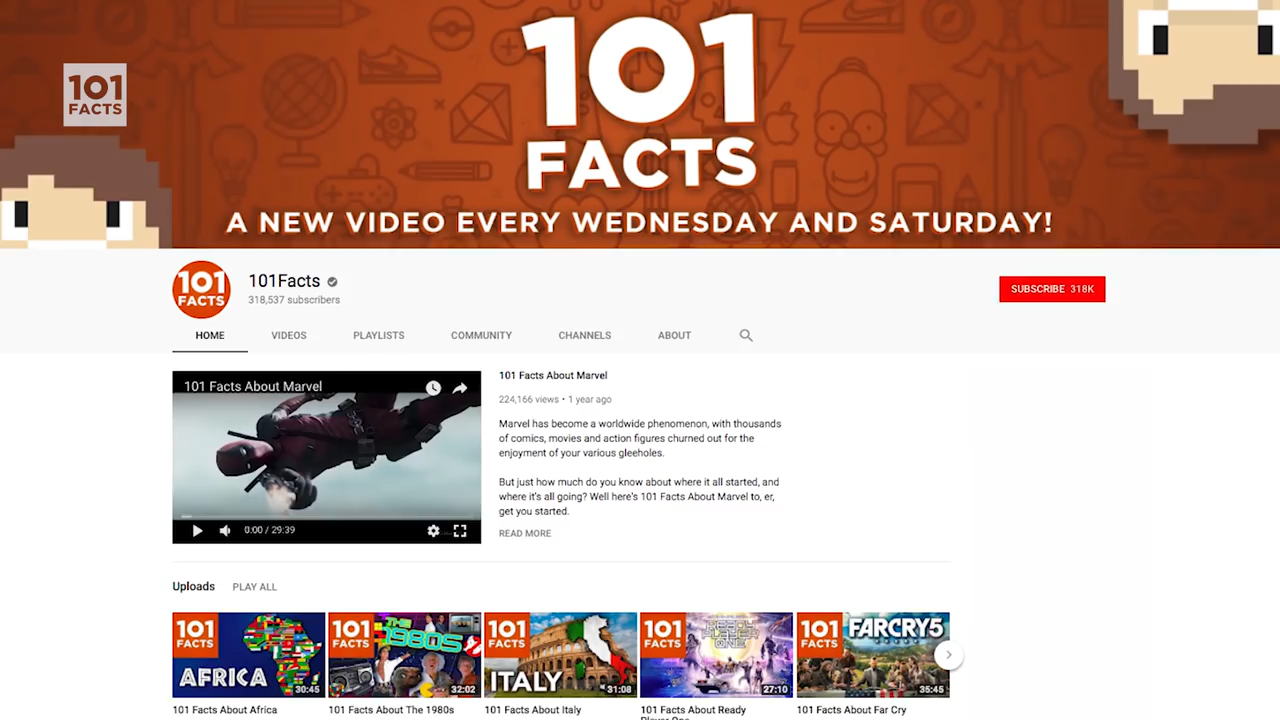 101
FACTS
A NEW VIDEO EVERY WEDNESDAY AND SATURDAY!
101
FACTS
101
FACTS
101Facts
318,537 subscribers
SUBSCRIBE 318K
HOME
VIDEOS
PLAYLISTS
COMMUNITY
CHANNELS
ABOUT
101 Facts About Marvel
0:00 / 29:39
101 Facts About Marvel
224,166 views • 1 year ago
Marvel has become a worldwide phenomenon, with thousands
of comics, movies and action figures churned out for the
enjoyment of your various gleeholes.
But just how much do you know about where it all started, and
where it's all going? Well here's 101 Facts About Marvel to, er,
get you started.
READ MORE
Uploads
PLAY ALL
101
FACTS
AFRICA
30:45
101 Facts About Africa
101
FACTS
THE
1980S
32:02
101 Facts About The 1980s
101
FACTS
ITALY
31:08
101 Facts About Italy
101
FACTS
READY
PLAYER
ONE
27:10
101 Facts About Ready
Player One
101
FACTS
FARCRY5
35:45
101 Facts About Far Cry